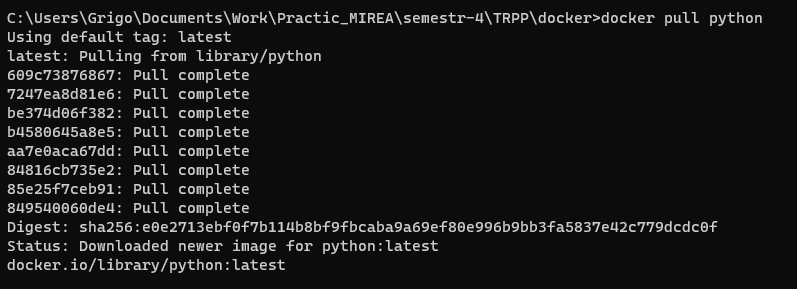 C:\Users\Grigo\Documents\Work\Practic_MIREA\semestr-4\TRPP\docker>docker pull python
Using default tag: latest
latest: Pulling from library/python
609c73876867: Pull complete
7247ea8d81e6: Pull complete
be374d06f382: Pull complete
b4580645a8e5: Pull complete
aa7e0aca67dd: Pull complete
84816cb735e2: Pull complete
85e25f7ceb91: Pull complete
849540060de4: Pull complete
Digest: sha256:e0e2713ebf0f7b114b8bf9fbcaba9a69ef80e996b9bb3fa5837e42c779dcdc0f
Status: Downloaded newer image for python:latest
docker.io/library/python:latest